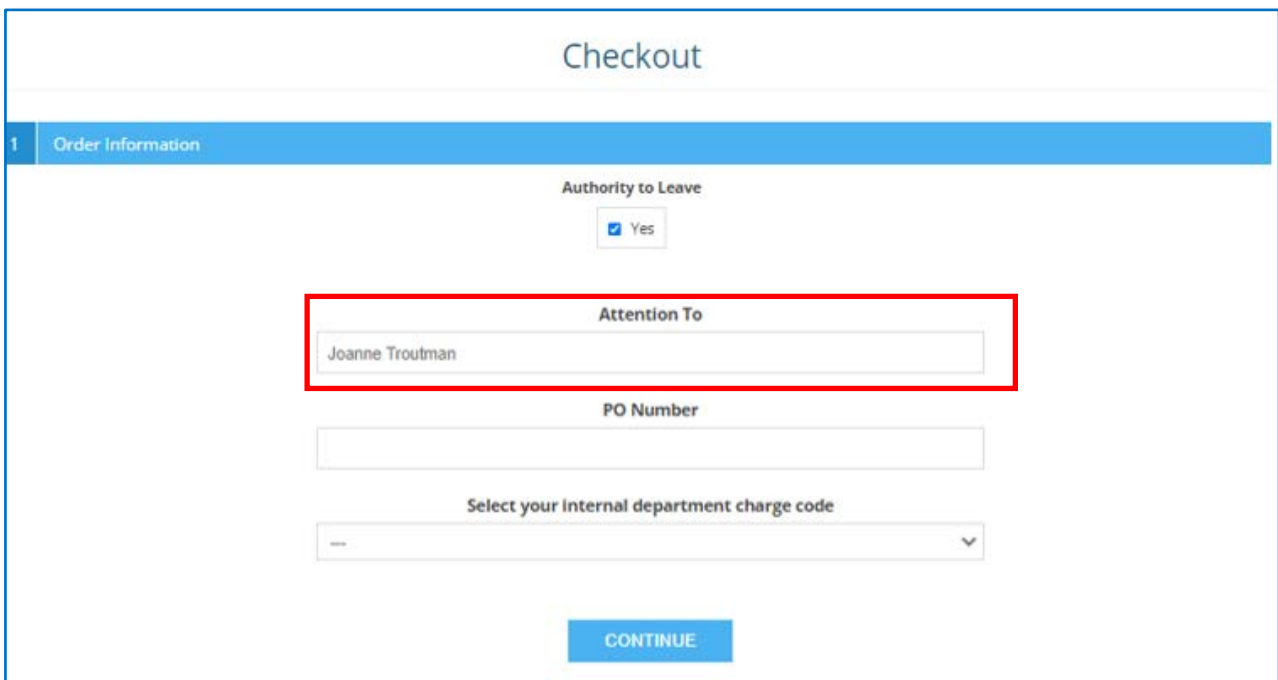 Checkout
1 Order Information
Authority to Leave
Yes
Attention To
Joanne Troutman
PO Number
Select your internal department charge code
---
CONTINUE